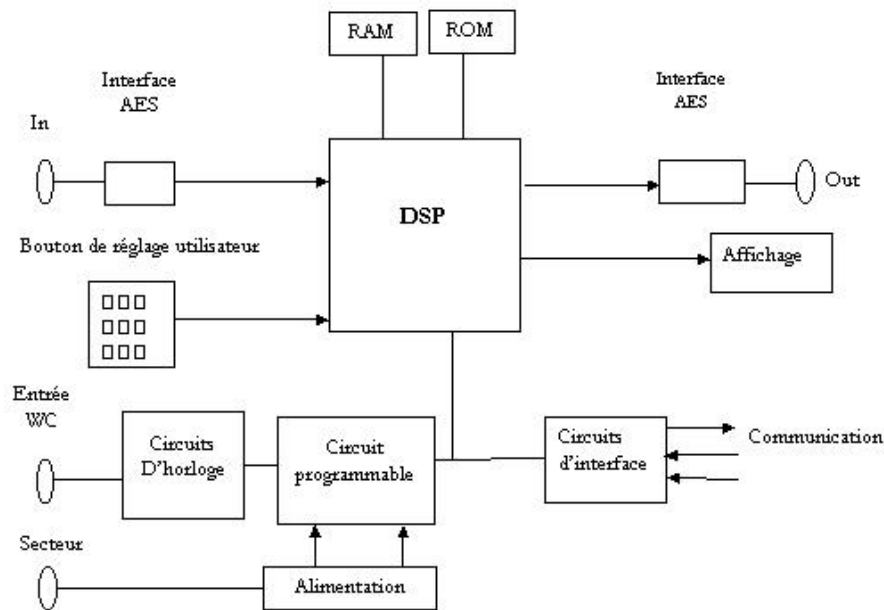 RAM
ROM
Interface
AES
Interface
AES
In
DSP
Out
Bouton de réglage utilisateur
Affichage
Entrée
WC
Circuits
D'horloge
Circuit
programmable
Circuits
d'interface
Communication
Secteur
Alimentation